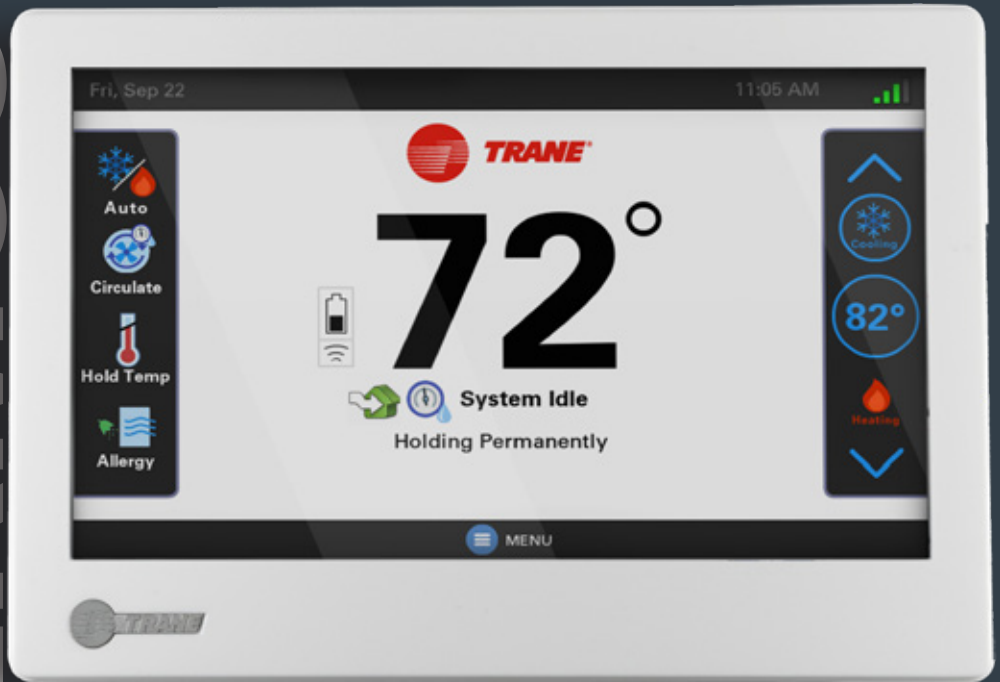 Fri, Sep 22
11:05 AM
TRANE
Auto
Circulate
Hold Temp
Allergy
72°
System Idle
Holding Permanently
Cooling
82°
Heating
MENU
TRANE